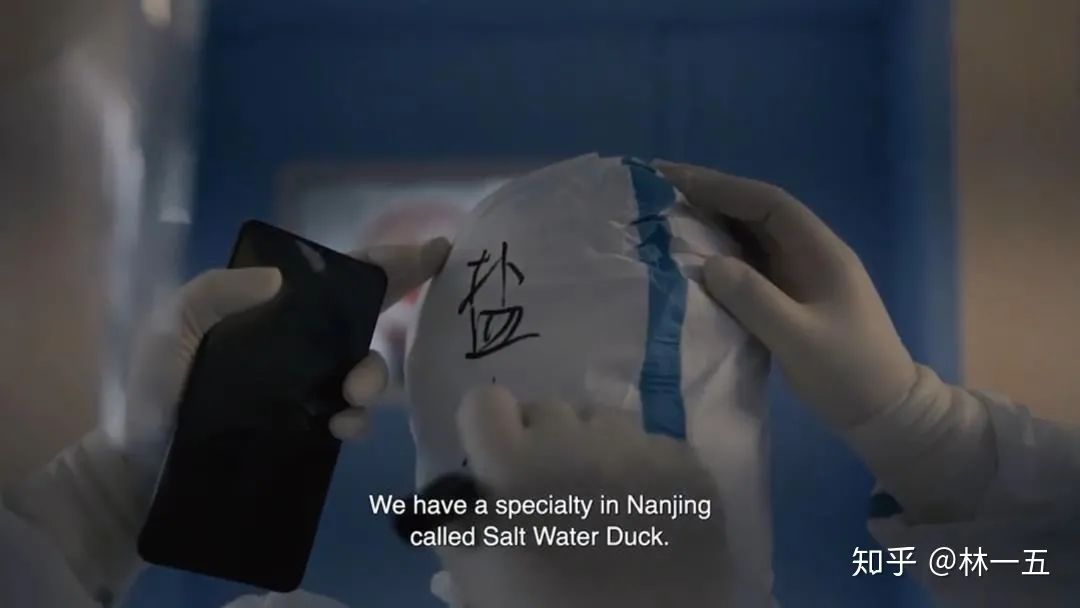 盐
We have a specialty in Nanjing
called Salt Water Duck.
知乎 @林一五